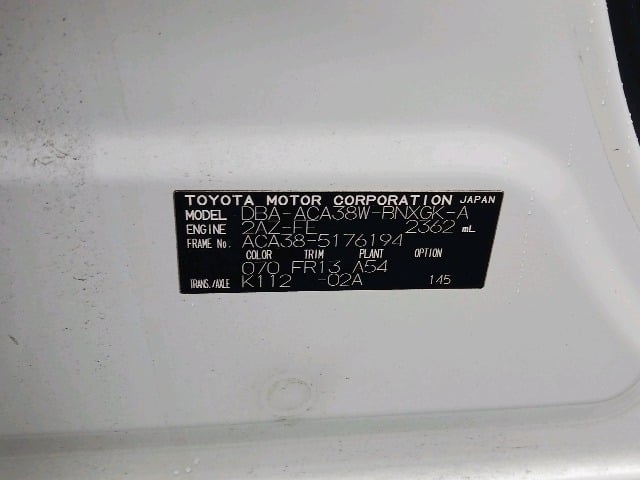 TOYOTA MOTOR CORPORATION JAPAN
MODEL DBA-ACA38W-BNXGK-A
ENGINE 2AZ-FE 2362 mL
FRAME No. ACA38-5176194
COLOR TRIM PLANT OPTION
070 FR13 A54
TRANS./AXLE K112 -02A 145